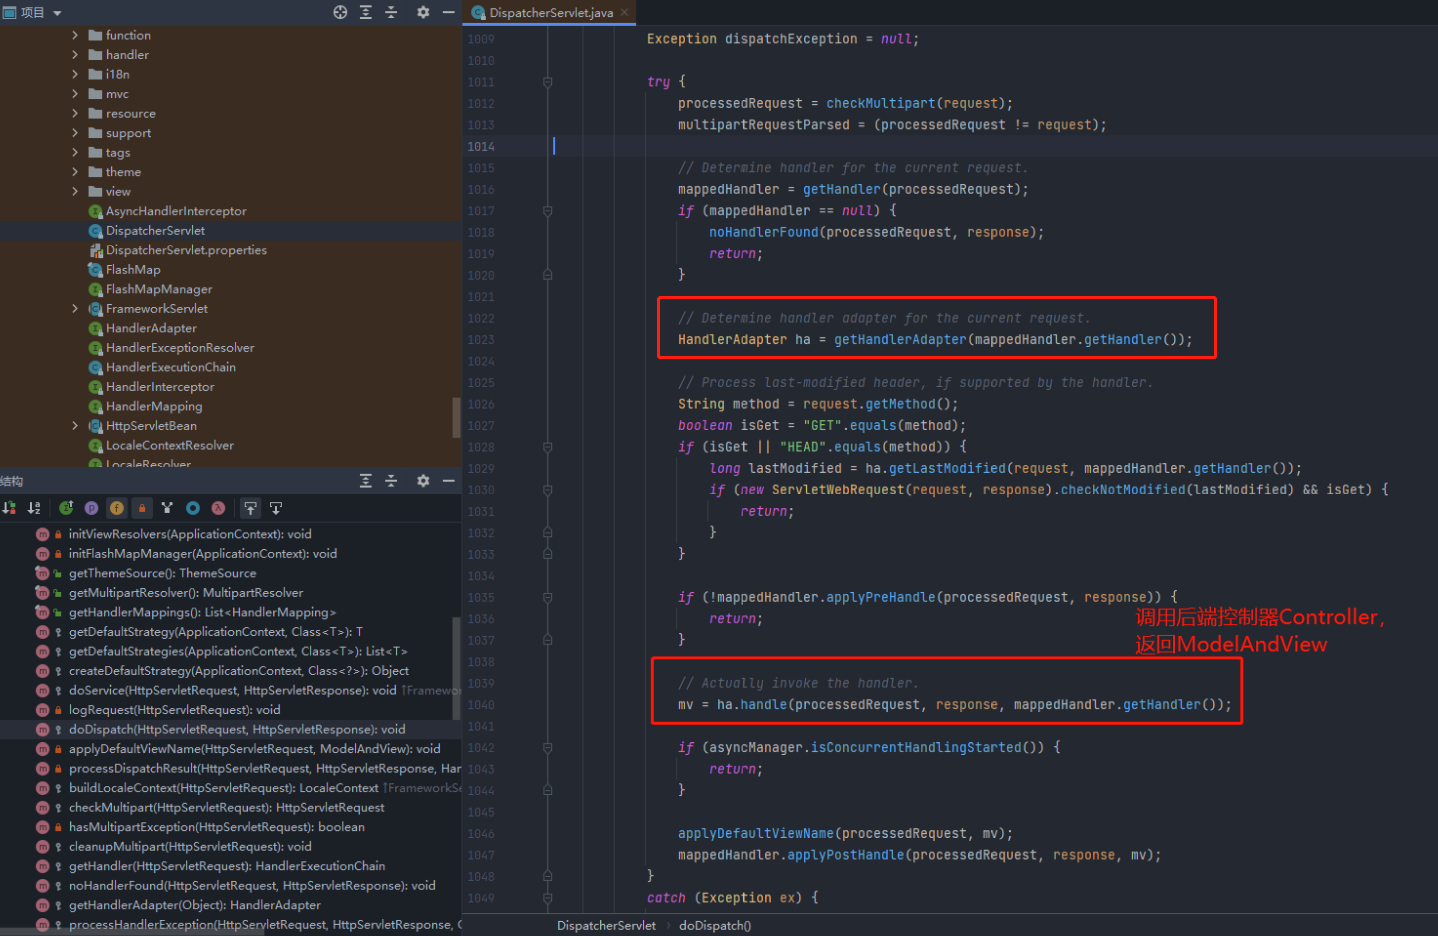 项目
function
handler
i18n
mvc
resource
support
tags
theme
view
AsyncHandlerInterceptor
DispatcherServlet
DispatcherServlet.properties
FlashMap
FlashMapManager
FrameworkServlet
HandlerAdapter
HandlerExceptionResolver
HandlerExecutionChain
HandlerInterceptor
HandlerMapping
HttpServletBean
LocaleContextResolver
LocaleResolver
结构
initViewResolvers(ApplicationContext): void
initFlashMapManager(ApplicationContext): void
getThemeSource(): ThemeSource
getMultipartResolver(): MultipartResolver
getHandlerMappings(): List<HandlerMapping>
getDefaultStrategy(ApplicationContext, Class<T>): T
getDefaultStrategies(ApplicationContext, Class<T>): List<T>
createDefaultStrategy(ApplicationContext, Class<?>): Object
doService(HttpServletRequest, HttpServletResponse): void ↑Framew
logRequest(HttpServletRequest): void
doDispatch(HttpServletRequest, HttpServletResponse): void
applyDefaultViewName(HttpServletRequest, ModelAndView): void
processDispatchResult(HttpServletRequest, HttpServletResponse, Han
buildLocaleContext(HttpServletRequest): LocaleContext ↑FrameworkSe
checkMultipart(HttpServletRequest): HttpServletRequest
hasMultipartException(HttpServletRequest): boolean
cleanupMultipart(HttpServletRequest): void
getHandler(HttpServletRequest): HandlerExecutionChain
noHandlerFound(HttpServletRequest, HttpServletResponse): void
getHandlerAdapter(Object): HandlerAdapter
processHandlerException(HttpServletRequest, HttpServletResponse, O
DispatcherServlet.java
1009 Exception dispatchException = null;
1010
1011 try {
1012 processedRequest = checkMultipart(request);
1013 multipartRequestParsed = (processedRequest != request);
1014
1015 // Determine handler for the current request.
1016 mappedHandler = getHandler(processedRequest);
1017 if (mappedHandler == null) {
1018 noHandlerFound(processedRequest, response);
1019 return;
1020 }
1021
1022 // Determine handler adapter for the current request.
1023 HandlerAdapter ha = getHandlerAdapter(mappedHandler.getHandler());
1024
1025 // Process last-modified header, if supported by the handler.
1026 String method = request.getMethod();
1027 boolean isGet = "GET".equals(method);
1028 if (isGet || "HEAD".equals(method)) {
1029 long lastModified = ha.getLastModified(request, mappedHandler.getHandler());
1030 if (new ServletWebRequest(request, response).checkNotModified(lastModified) && isGet) {
1031 return;
1032 }
1033 }
1034
1035 if (!mappedHandler.applyPreHandle(processedRequest, response)) {
1036 return;
1037 }
调用后端控制器Controller，
返回ModelAndView
1038
1039 // Actually invoke the handler.
1040 mv = ha.handle(processedRequest, response, mappedHandler.getHandler());
1041
1042 if (asyncManager.isConcurrentHandlingStarted()) {
1043 return;
1044 }
1045
1046 applyDefaultViewName(processedRequest, mv);
1047 mappedHandler.applyPostHandle(processedRequest, response, mv);
1048 }
1049 catch (Exception ex) {
DispatcherServlet doDispatch()